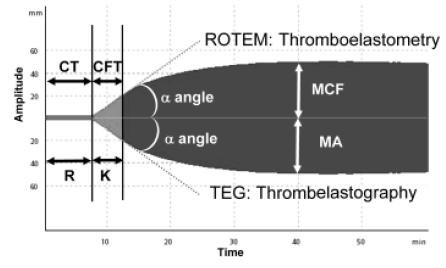 mm
ROTEM: Thromboelastometry
60
CT CFT
40
20
α angle
MCF
Amplitude
0
20
α angle
MA
40
R K
TEG: Thrombelastography
60
10 20 30 40 50 min
Time